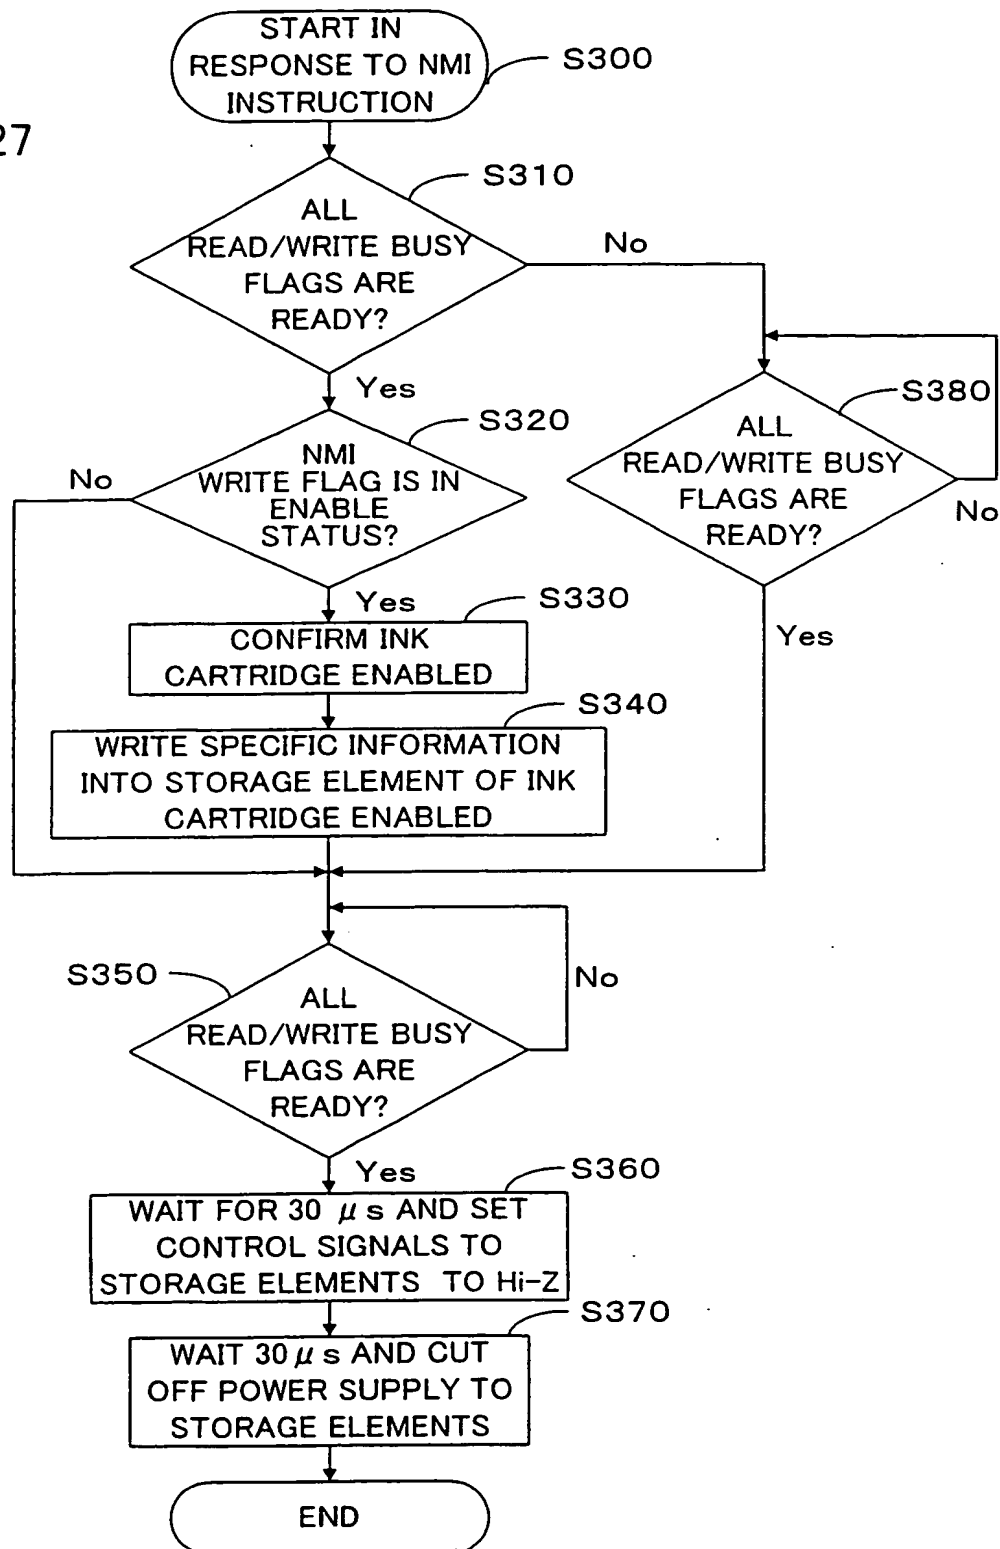 START IN
RESPONSE TO NMI
INSTRUCTION
S300
27
S310
ALL
READ/WRITE BUSY
FLAGS ARE
READY?
No
Yes
S320
NMI
WRITE FLAG IS IN
ENABLE
STATUS?
No
Yes
S380
ALL
READ/WRITE BUSY
FLAGS ARE
READY?
No
Yes
S330
CONFIRM INK
CARTRIDGE ENABLED
S340
WRITE SPECIFIC INFORMATION
INTO STORAGE ELEMENT OF INK
CARTRIDGE ENABLED
S350
ALL
READ/WRITE BUSY
FLAGS ARE
READY?
No
Yes
S360
WAIT FOR 30 μs AND SET
CONTROL SIGNALS TO
STORAGE ELEMENTS TO Hi-Z
S370
WAIT 30μs AND CUT
OFF POWER SUPPLY TO
STORAGE ELEMENTS
END